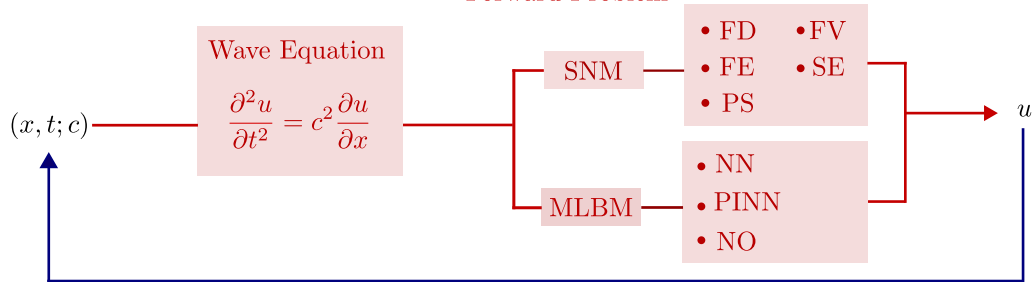 Wave Equation
(x, t; c)
∂²u/∂t² = c² ∂u/∂x
SNM
• FD • FV
• FE • SE
• PS
u
MLBM
• NN
• PINN
• NO